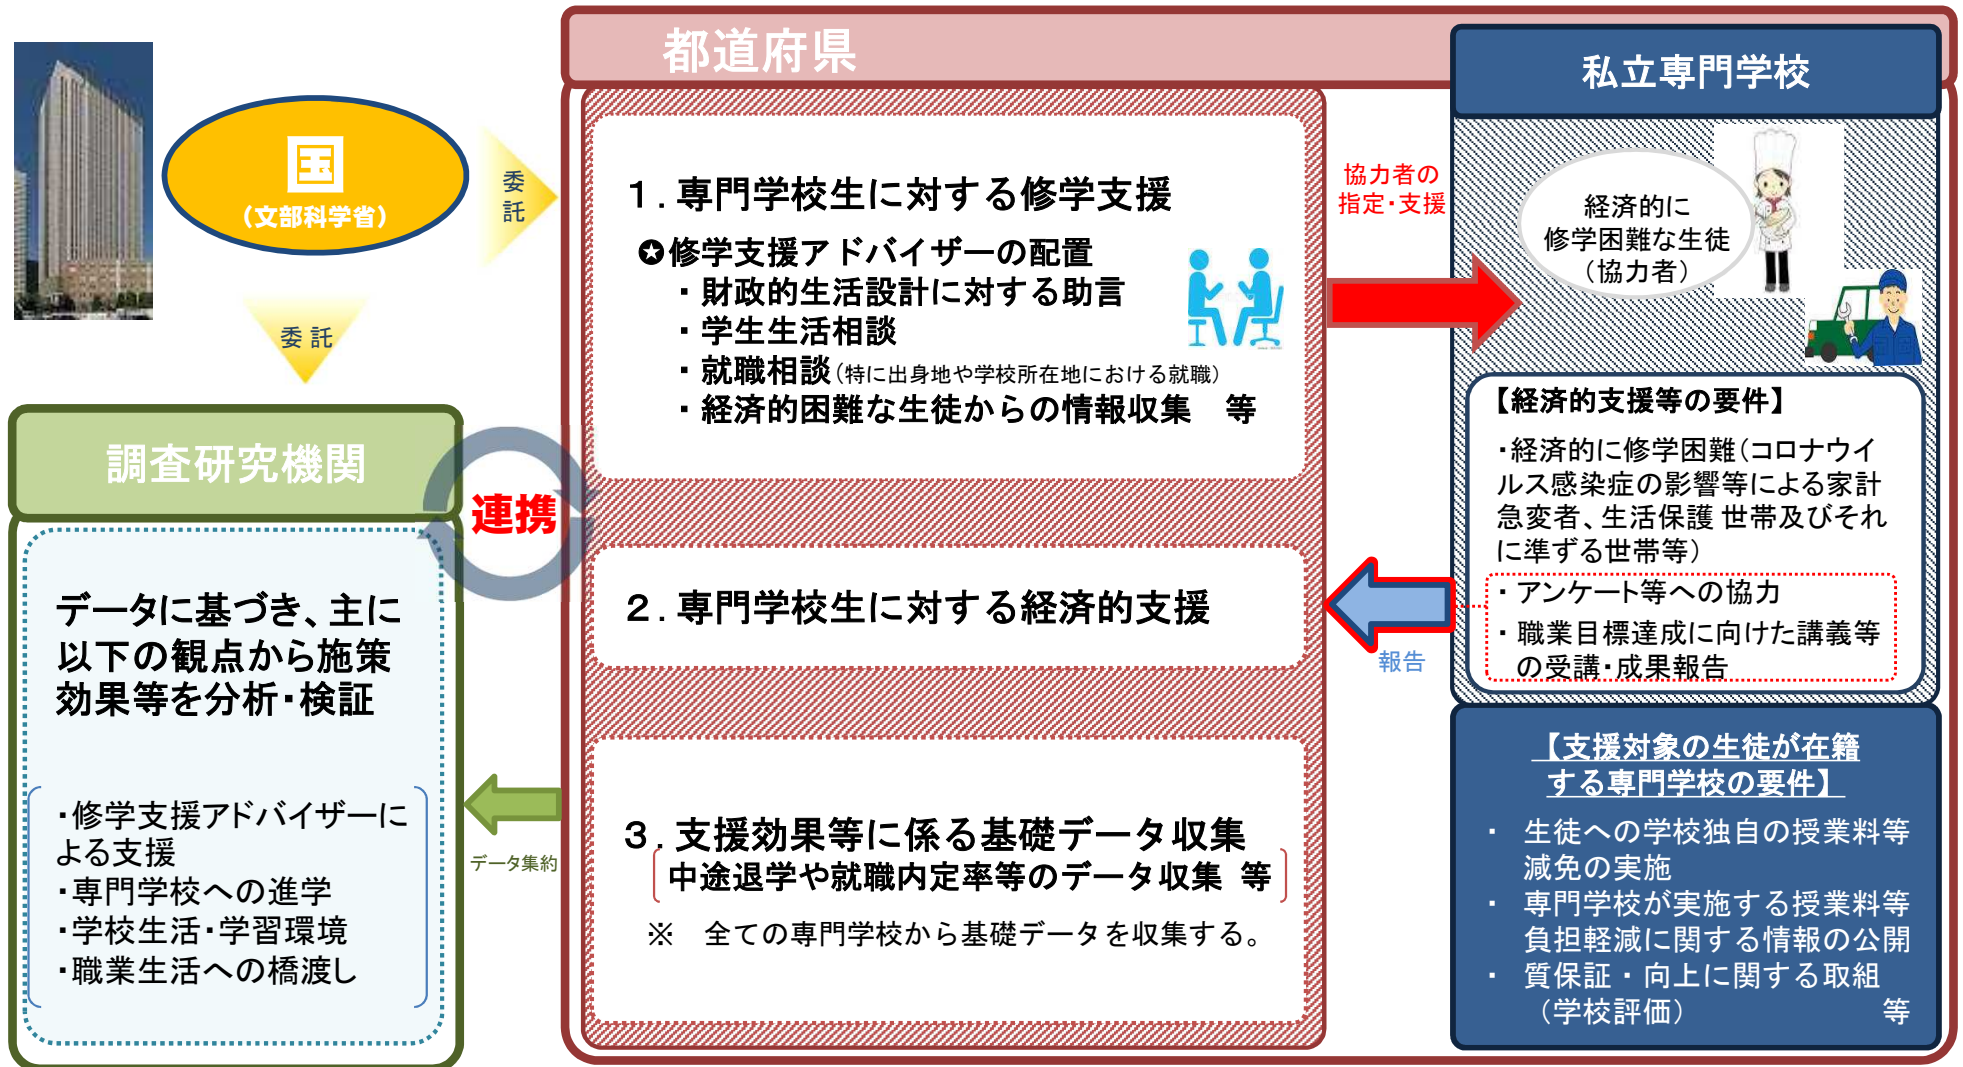 国
（文部科学省）
委託
委託
調査研究機関
データに基づき、主に
以下の観点から施策
効果等を分析・検証
・修学支援アドバイザーに
よる支援
・専門学校への進学
・学校生活・学習環境
・職業生活への橋渡し
連携
データ集約
都道府県
１．専門学校生に対する修学支援
✪修学支援アドバイザーの配置
・財政的生活設計に対する助言
・学生生活相談
・就職相談（特に出身地や学校所在地における就職）
・経済的困難な生徒からの情報収集　等
２．専門学校生に対する経済的支援
３．支援効果等に係る基礎データ収集
中途退学や就職内定率等のデータ収集 等
※　全ての専門学校から基礎データを収集する。
協力者の
指定・支援
報告
私立専門学校
経済的に
修学困難な生徒
（協力者）
【経済的支援等の要件】
・経済的に修学困難（コロナウイ
ルス感染症の影響等による家計
急変者、生活保護 世帯及びそれ
に準ずる世帯等）
・アンケート等への協力
・職業目標達成に向けた講義等
の受講・成果報告
【支援対象の生徒が在籍
する専門学校の要件】
・ 生徒への学校独自の授業料等
減免の実施
・ 専門学校が実施する授業料等
負担軽減に関する情報の公開
・ 質保証・向上に関する取組
（学校評価）　等